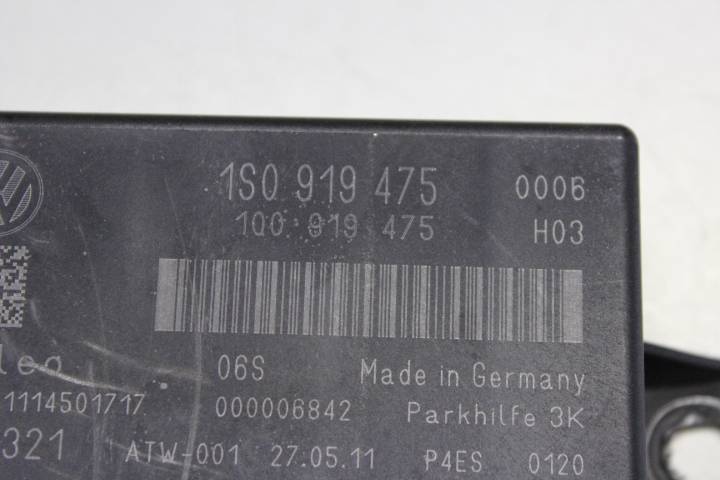 1S0 919 475 0006
1Q0 919 475 H03
06S Made in Germany
1114501717 000006842 Parkhilfe 3K
321 ATW-001 27.05.11 P4ES 0120